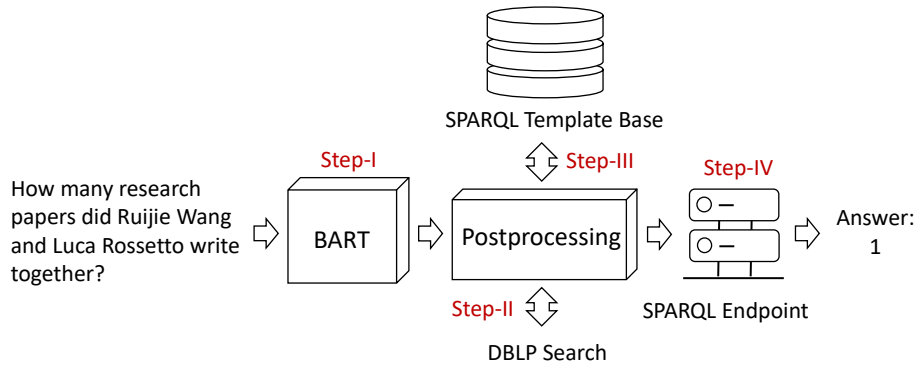 SPARQL Template Base
Step-I
Step-III
Step-IV
How many research
papers did Ruijie Wang
and Luca Rossetto write
together?
BART
Postprocessing
Answer:
1
Step-II
SPARQL Endpoint
DBLP Search